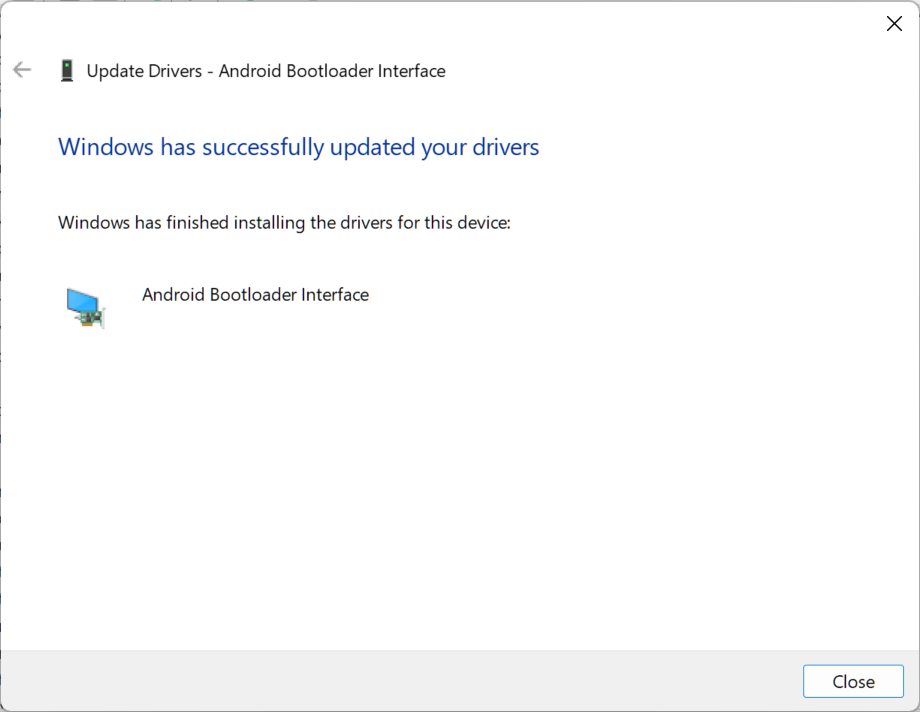 Update Drivers - Android Bootloader Interface
Windows has successfully updated your drivers
Windows has finished installing the drivers for this device:
Android Bootloader Interface
Close